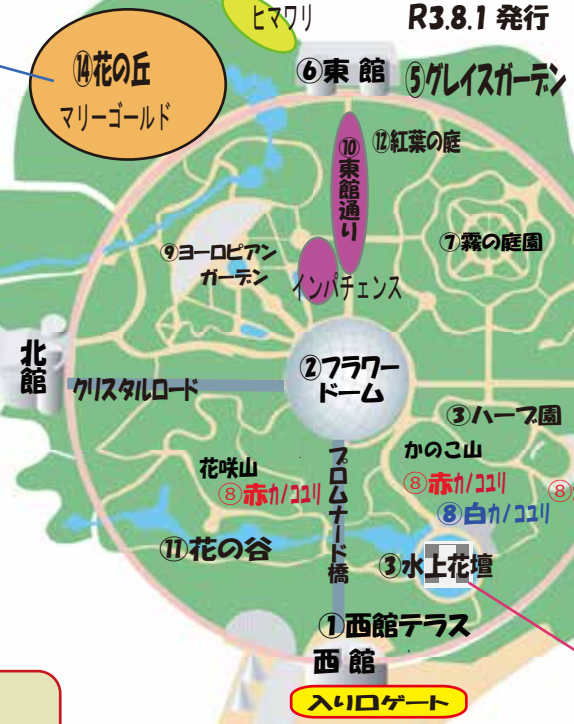 ヒマワリ
R3.8.1 発行
⑭花の丘
マリーゴールド
⑥東 館
⑤グレイスガーデン
⑩東館通り
⑫紅葉の庭
⑦霧の庭園
⑨ヨーロピアン
ガーデン
インパチェンス
北館
クリスタルロード
②フラワー
ドーム
③ハーブ園
花咲山
⑧赤カノコユリ
プロムナード橋
かのこ山
⑧赤カノコユリ
⑧
⑧白カノコユリ
⑪花の谷
③水上花壇
①西館テラス
西 館
入り口ゲート